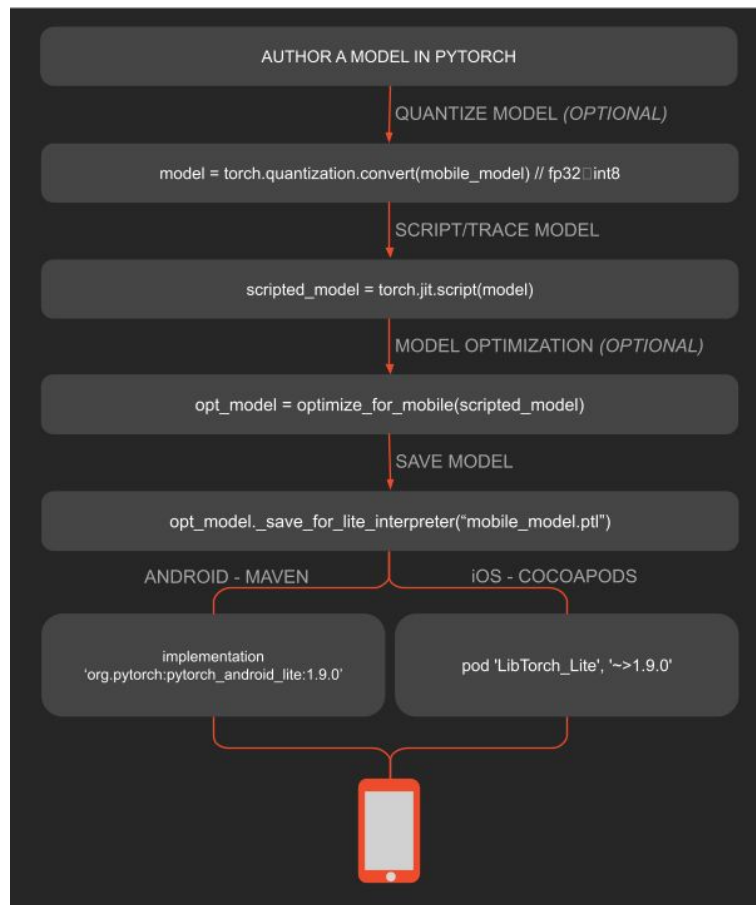 AUTHOR A MODEL IN PYTORCH
QUANTIZE MODEL (OPTIONAL)
model = torch.quantization.convert(mobile_model) // fp32▯int8
SCRIPT/TRACE MODEL
scripted_model = torch.jit.script(model)
MODEL OPTIMIZATION (OPTIONAL)
opt_model = optimize_for_mobile(scripted_model)
SAVE MODEL
opt_model._save_for_lite_interpreter(“mobile_model.ptl”)
ANDROID - MAVEN
iOS - COCOAPODS
implementation
‘org.pytorch:pytorch_android_lite:1.9.0’
pod 'LibTorch_Lite', '~>1.9.0'